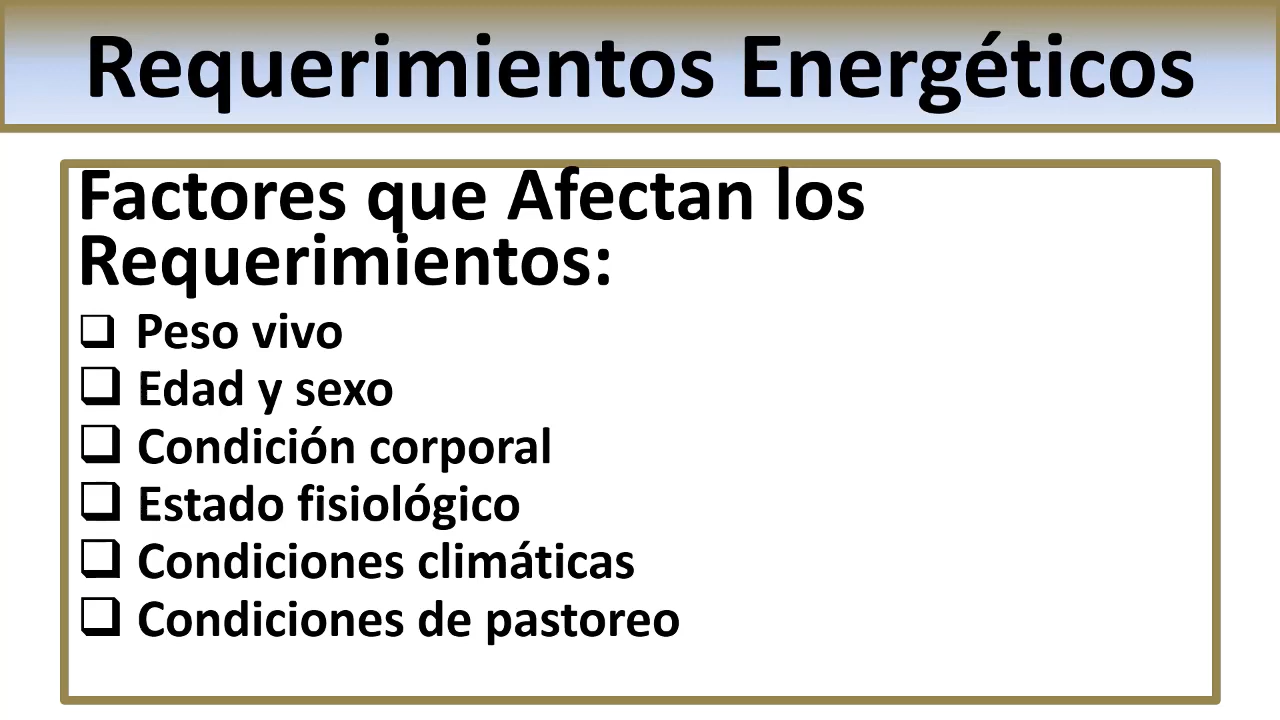 Requerimientos Energéticos
Factores que Afectan los
Requerimientos:
❑ Peso vivo
❑ Edad y sexo
❑ Condición corporal
❑ Estado fisiológico
❑ Condiciones climáticas
❑ Condiciones de pastoreo